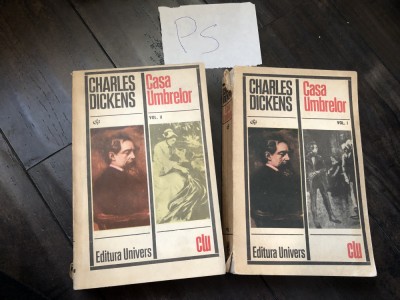 PS
CHARLES
DICKENS
Casa
Umbrelor
VOL. II
Editura Univers
clu
CHARLES
DICKENS
Casa
Umbrelor
VOL. I
Editura Univers
clu